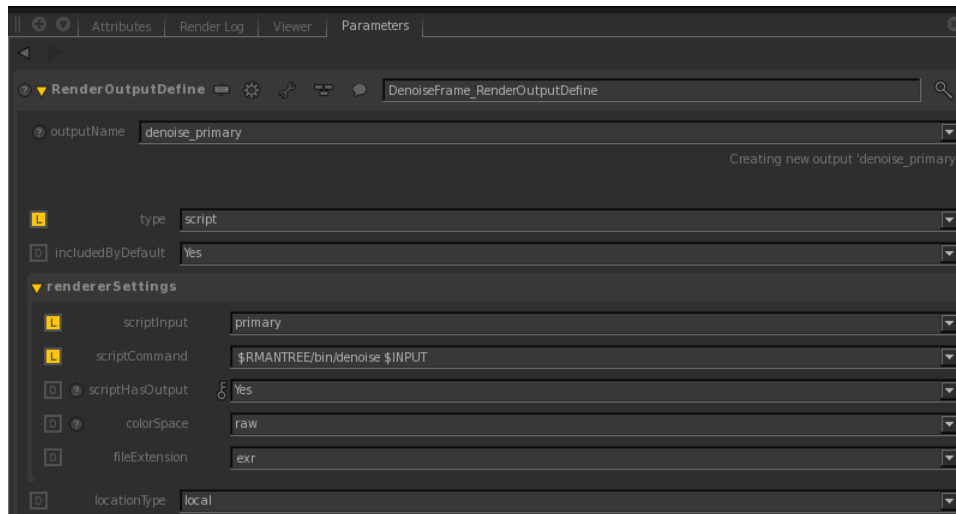 Attributes Render Log Viewer Parameters
RenderOutputDefine DenoiseFrame_RenderOutputDefine
? outputName denoise_primary
Creating new output 'denoise_primary
L type script
D includedByDefault Yes
rendererSettings
L scriptInput primary
L scriptCommand $RMANTREE/bin/denoise $INPUT
D ? scriptHasOutput Yes
D ? colorSpace raw
D fileExtension exr
D locationType local